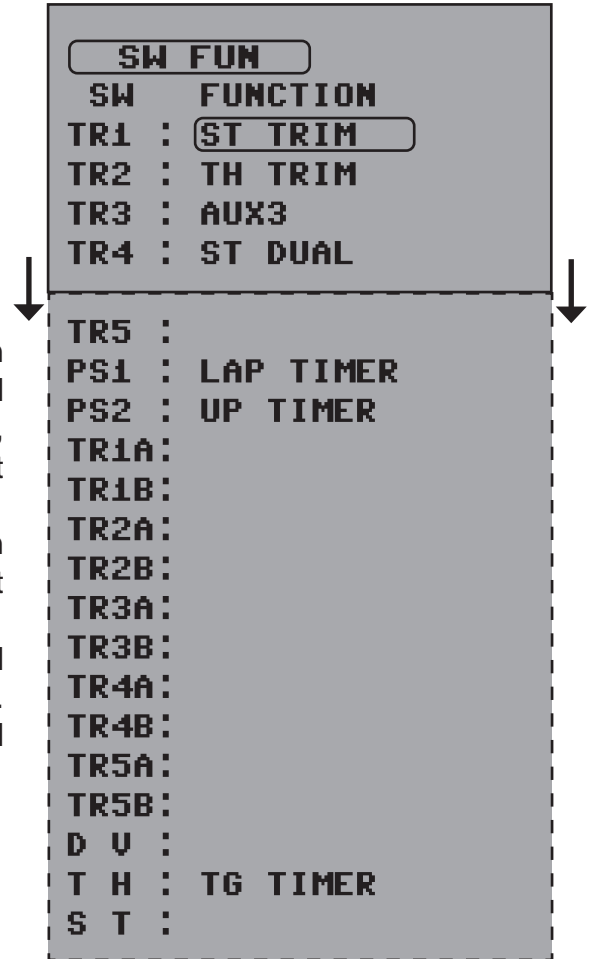 SW FUN
SW FUNCTION
TR1 : ST TRIM
TR2 : TH TRIM
TR3 : AUX3
TR4 : ST DUAL
TR5 :
PS1 : LAP TIMER
PS2 : UP TIMER
TR1A:
TR1B:
TR2A:
TR2B:
TR3A:
TR3B:
TR4A:
TR4B:
TR5A:
TR5B:
D V :
T H : TG TIMER
S T :